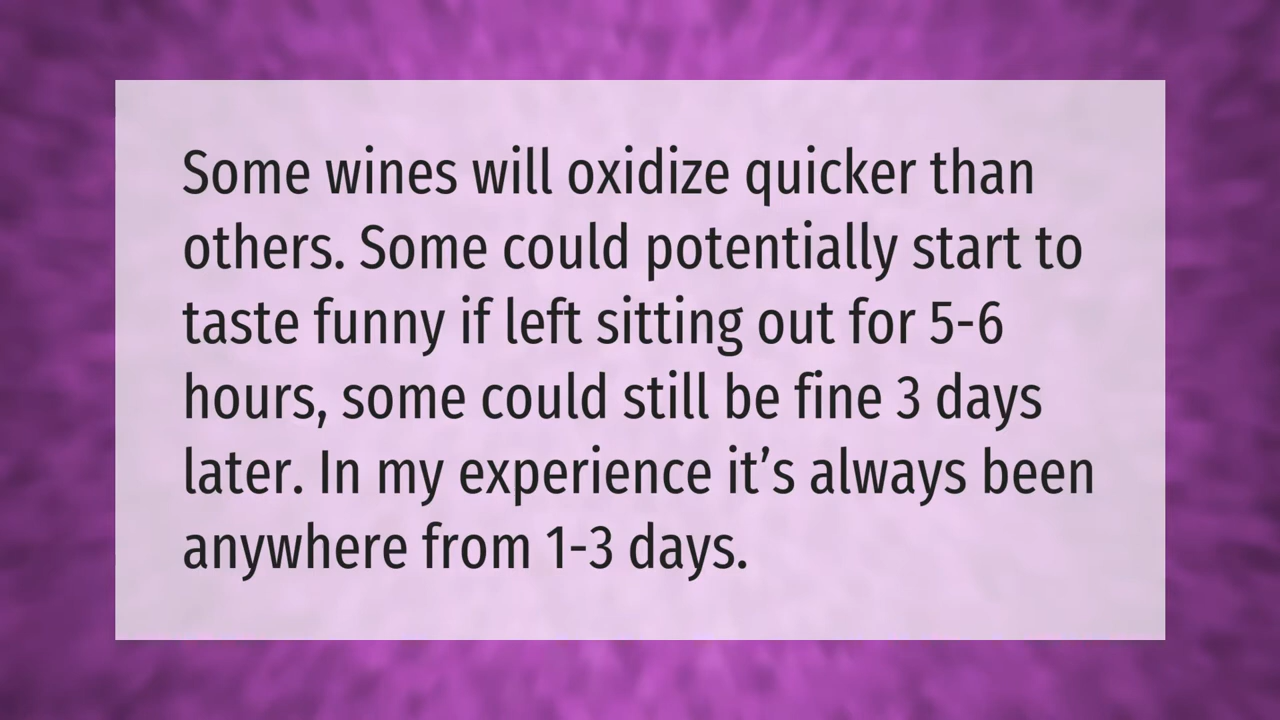 Some wines will oxidize quicker than
others. Some could potentially start to
taste funny if left sitting out for 5-6
hours, some could still be fine 3 days
later. In my experience it’s always been
anywhere from 1-3 days.